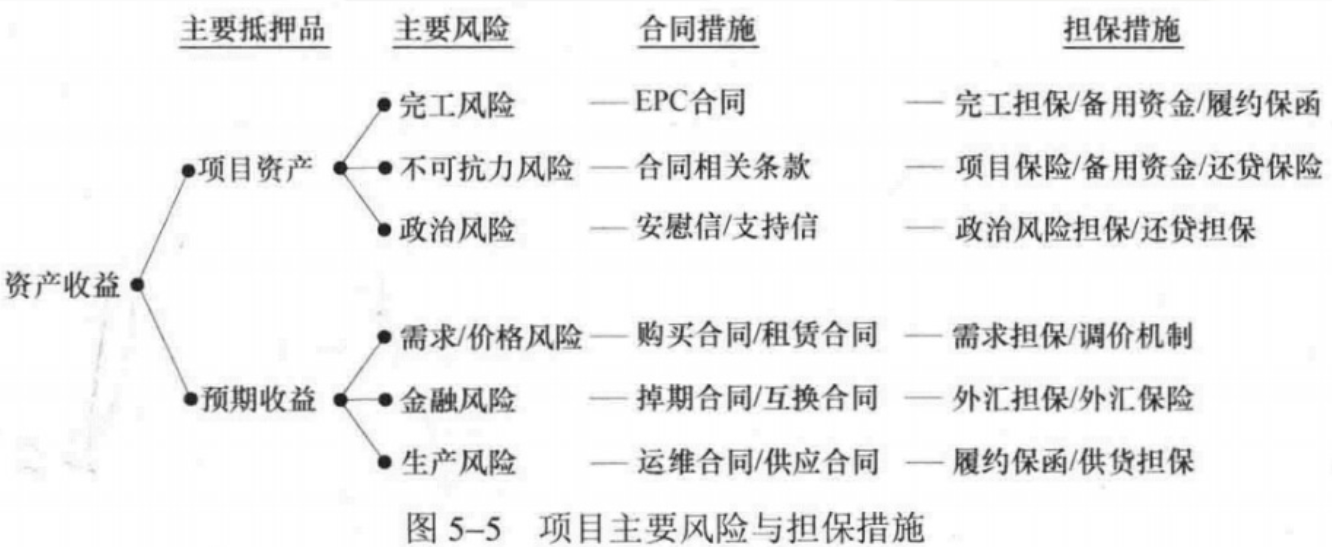 主要抵押品 主要风险 合同措施 担保措施
完工风险 — EPC合同 — 完工担保/备用资金/履约保函
项目资产 不可抗力风险 — 合同相关条款 — 项目保险/备用资金/还贷保险
政治风险 — 安慰信/支持信 — 政治风险担保/还贷担保
资产收益
需求/价格风险 — 购买合同/租赁合同 — 需求担保/调价机制
预期收益 金融风险 — 掉期合同/互换合同 — 外汇担保/外汇保险
生产风险 — 运维合同/供应合同 — 履约保函/供货担保
图 5–5 项目主要风险与担保措施